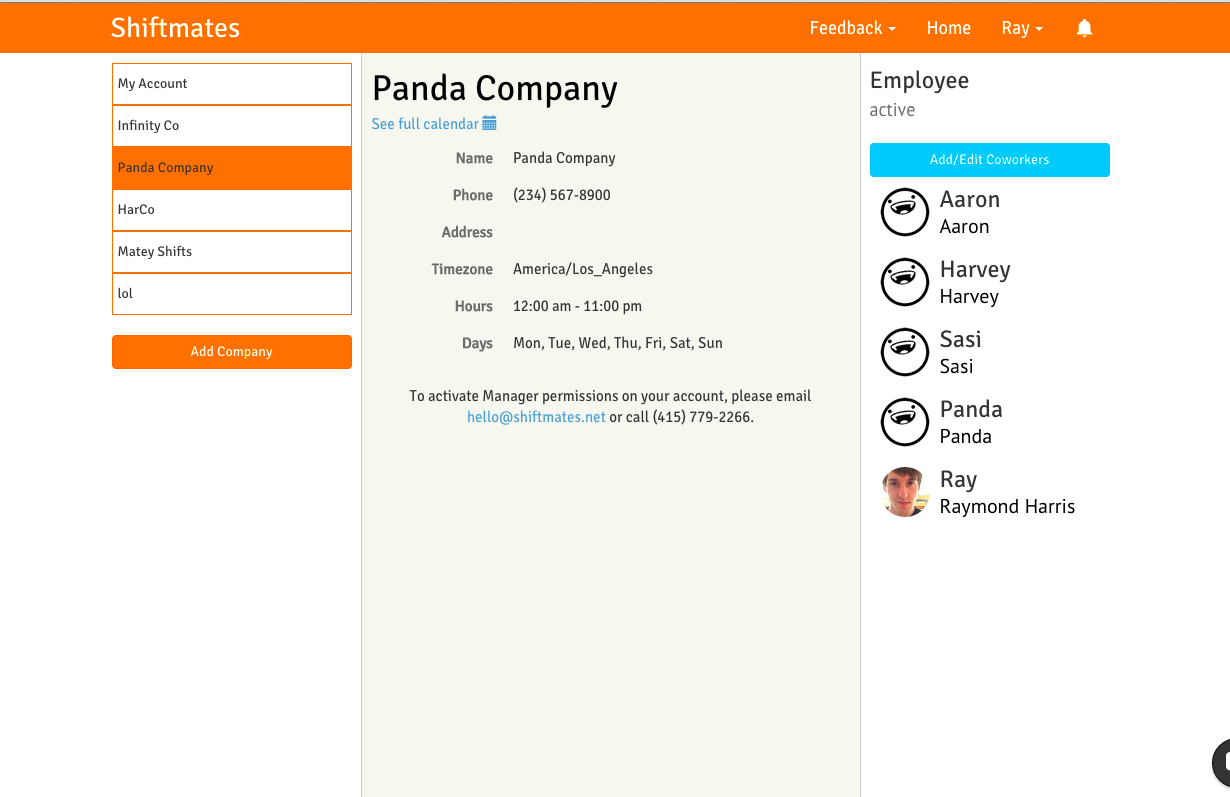 Shiftmates
Feedback
Home
Ray
My Account
Infinity Co
Panda Company
HarCo
Matey Shifts
lol
Add Company
Panda Company
See full calendar
Name Panda Company
Phone (234) 567-8900
Address
Timezone America/Los_Angeles
Hours 12:00 am - 11:00 pm
Days Mon, Tue, Wed, Thu, Fri, Sat, Sun
To activate Manager permissions on your account, please email
hello@shiftmates.net or call (415) 779-2266.
Employee
active
Add/Edit Coworkers
Aaron
Aaron
Harvey
Harvey
Sasi
Sasi
Panda
Panda
Ray
Raymond Harris